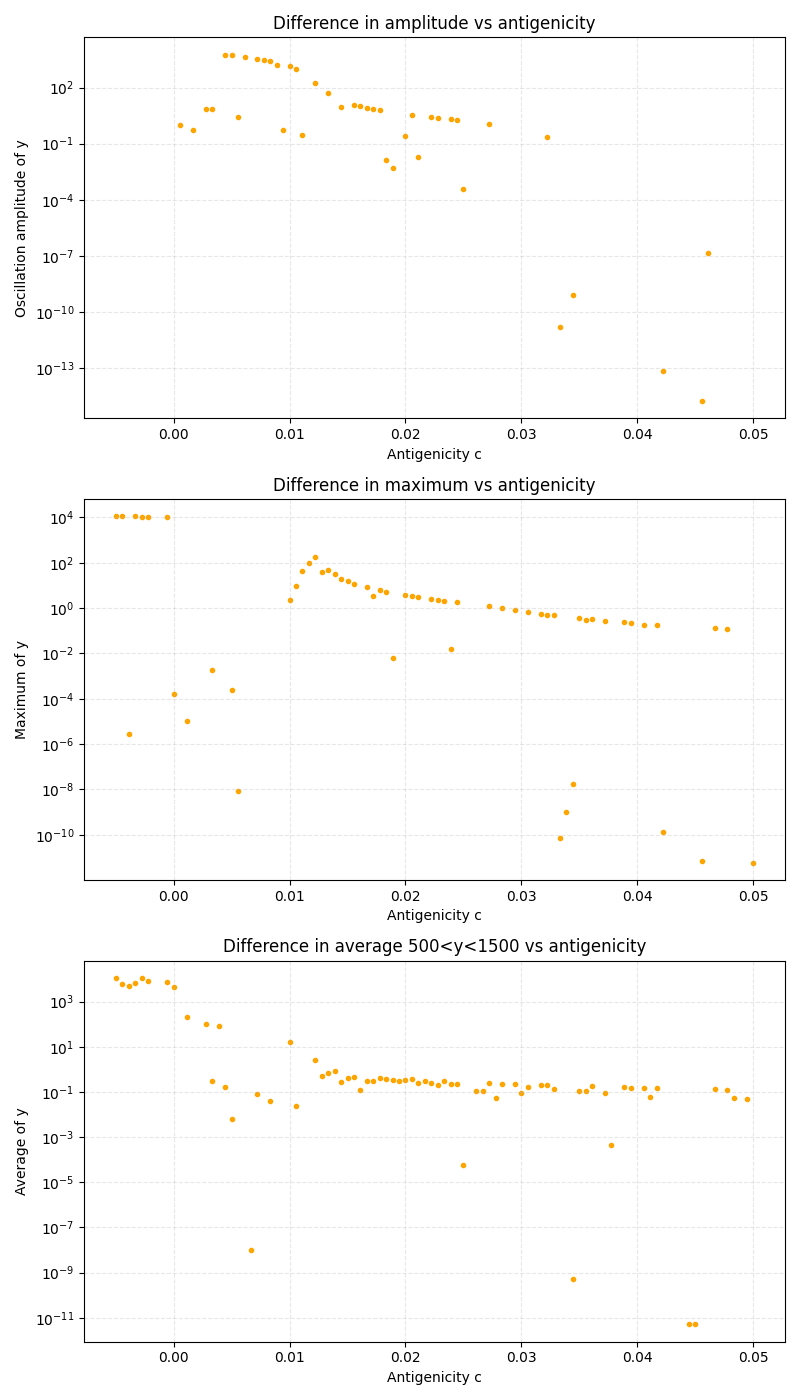 Difference in amplitude vs antigenicity
Oscillation amplitude of y
10^2
10^-1
10^-4
10^-7
10^-10
10^-13
0.00 0.01 0.02 0.03 0.04 0.05
Antigenicity c
Difference in maximum vs antigenicity
Maximum of y
10^4
10^2
10^0
10^-2
10^-4
10^-6
10^-8
10^-10
0.00 0.01 0.02 0.03 0.04 0.05
Antigenicity c
Difference in average 500<y<1500 vs antigenicity
Average of y
10^3
10^1
10^-1
10^-3
10^-5
10^-7
10^-9
10^-11
0.00 0.01 0.02 0.03 0.04 0.05
Antigenicity c